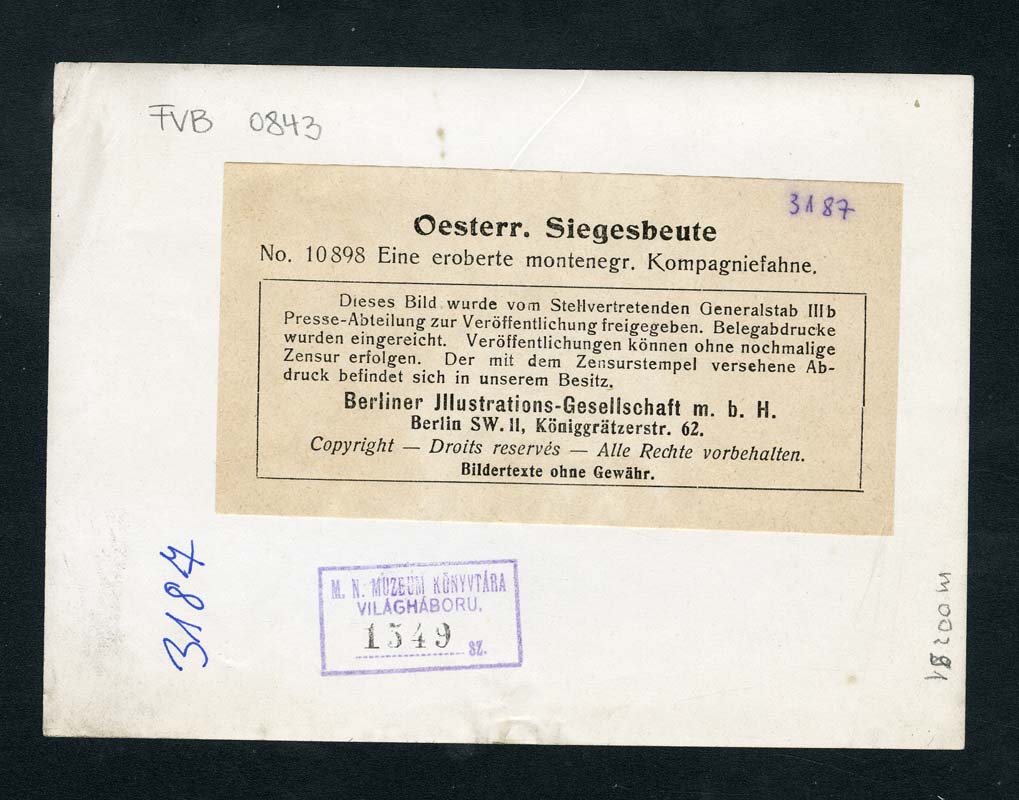 FVB 0843
3187
Oesterr. Siegesbeute
No. 10898 Eine eroberte montenegr. Kompagniefahne.
Dieses Bild wurde vom Stellvertretenden Generalstab IIIb
Presse-Abteilung zur Veröffentlichung freigegeben. Belegabdrucke
wurden eingereicht. Veröffentlichungen können ohne nochmalige
Zensur erfolgen. Der mit dem Zensurstempel versehene Ab-
druck befindet sich in unserem Besitz.
Berliner Jllustrations-Gesellschaft m. b. H.
Berlin SW. 11, Königgrätzerstr. 62.
Copyright — Droits reservés — Alle Rechte vorbehalten.
Bildertexte ohne Gewähr.
3187
M. N. MÚZEUM KÖNYVTÁRA
VILÁGHÁBORU.
1549 SZ.